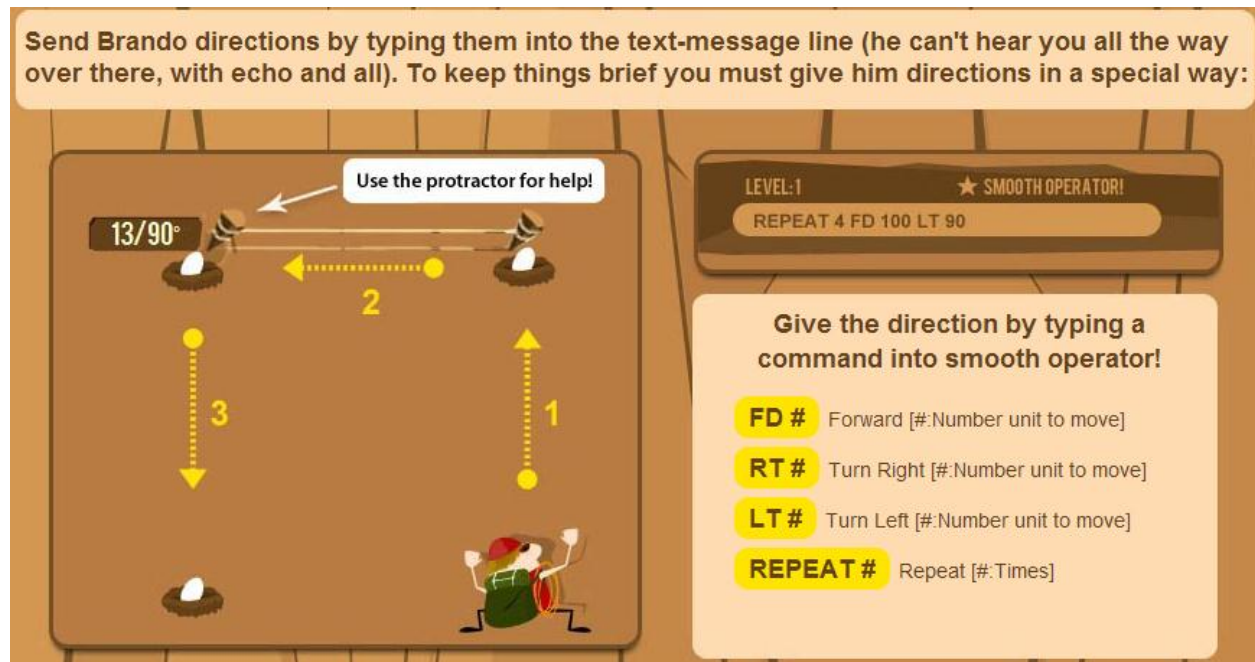 Send Brando directions by typing them into the text-message line (he can't hear you all the way
over there, with echo and all). To keep things brief you must give him directions in a special way:
Use the protractor for help!
13/90°
2
3
1
LEVEL:1
★ SMOOTH OPERATOR!
REPEAT 4 FD 100 LT 90
Give the direction by typing a
command into smooth operator!
FD # Forward [#:Number unit to move]
RT # Turn Right [#:Number unit to move]
LT # Turn Left [#:Number unit to move]
REPEAT # Repeat [#:Times]